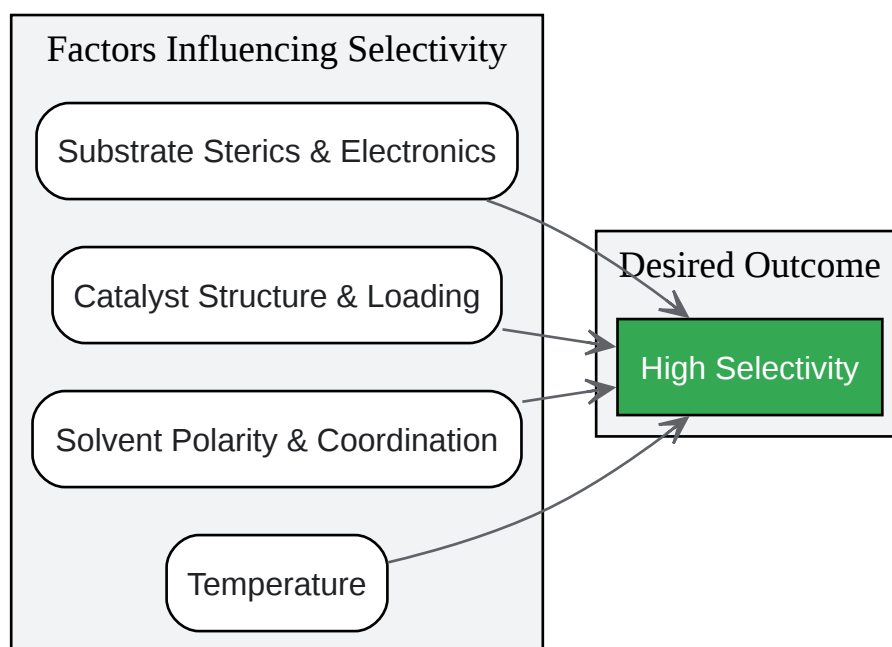 Factors Influencing Selectivity
Substrate Sterics & Electronics
Catalyst Structure & Loading
Solvent Polarity & Coordination
Temperature
Desired Outcome
High Selectivity